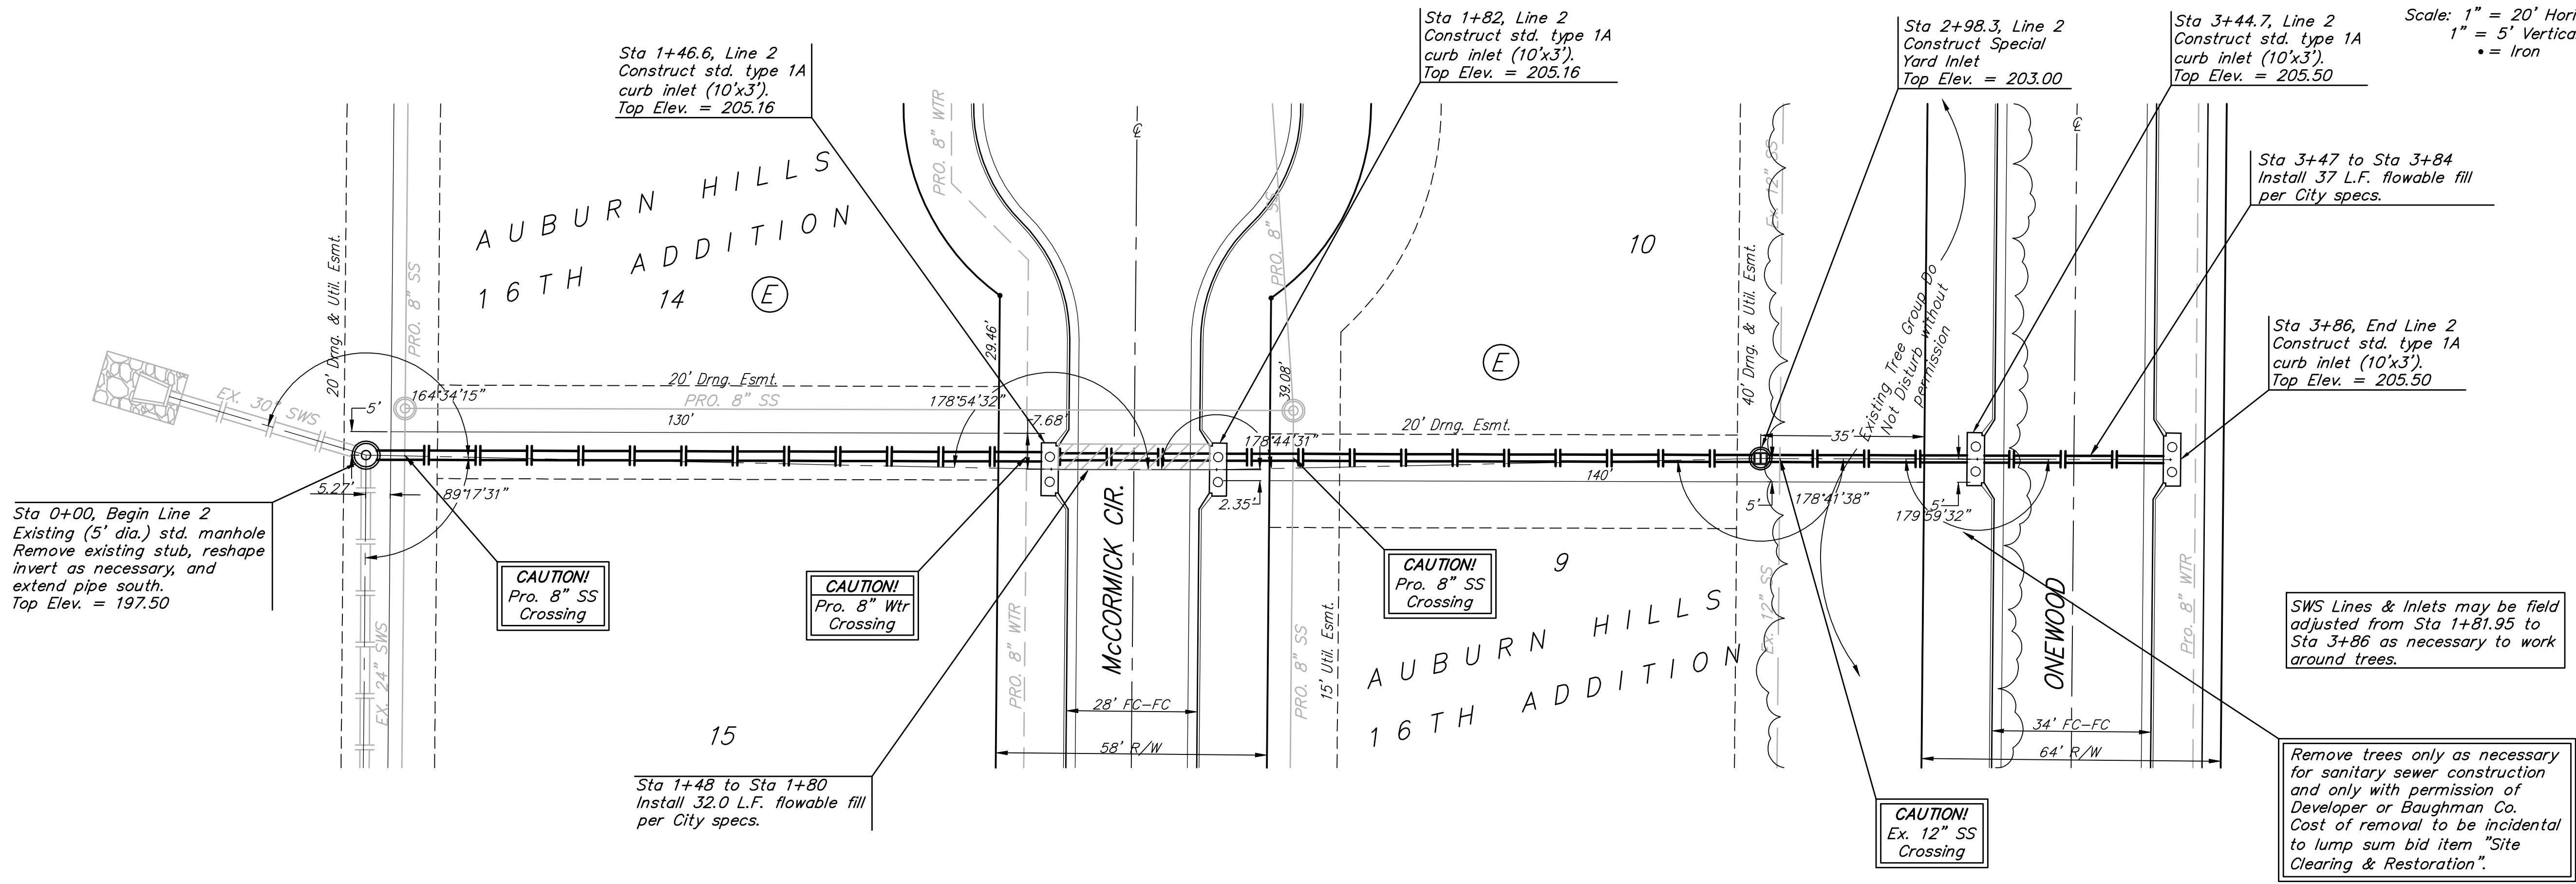 Sta 1+46.6, Line 2
Construct std. type 1A
curb inlet (10'x3').
Top Elev. = 205.16
Sta 1+82, Line 2
Construct std. type 1A
curb inlet (10'x3').
Top Elev. = 205.16
Sta 2+98.3, Line 2
Construct Special
Yard Inlet
Top Elev. = 203.00
Sta 3+44.7, Line 2
Construct std. type 1A
curb inlet (10'x3').
Top Elev. = 205.50
Scale: 1" = 20' Hori
1" = 5' Vertica
• = Iron
Sta 3+47 to Sta 3+84
Install 37 L.F. flowable fill
per City specs.
Sta 3+86, End Line 2
Construct std. type 1A
curb inlet (10'x3').
Top Elev. = 205.50
AUBURN HILLS
16TH ADDITION
14
E
10
E
20' Drng. & Util. Esmt.
PRO. 8" SS
PRO. 8" WTR
℄
PRO. 8" SS
40' Drng. & Util. Esmt.
Ex. 12" SS
Existing Tree Group Do
Not Disturb without
permission
℄
29.46'
39.08'
EX. 30" SWS
5'
164°34'15"
20' Drng. Esmt.
PRO. 8" SS
130'
178°54'32"
7.68'
178°44'31"
20' Drng. Esmt.
35'
140'
5.27'
89°17'31"
2.35'
5'
178°41'38"
5'
179°59'32"
Sta 0+00, Begin Line 2
Existing (5' dia.) std. manhole
Remove existing stub, reshape
invert as necessary, and
extend pipe south.
Top Elev. = 197.50
CAUTION!
Pro. 8" SS
Crossing
CAUTION!
Pro. 8" Wtr
Crossing
CAUTION!
Pro. 8" SS
Crossing
9
AUBURN HILLS
16TH ADDITION
EX. 24" SWS
PRO. 8" WTR
McCORMICK CIR.
PRO. 8" SS
15' Util. Esmt.
Ex. 12" SS
ONEWOOD
Pro. 8" WTR
SWS Lines & Inlets may be field
adjusted from Sta 1+81.95 to
Sta 3+86 as necessary to work
around trees.
15
28' FC-FC
58' R/W
34' FC-FC
64' R/W
Sta 1+48 to Sta 1+80
Install 32.0 L.F. flowable fill
per City specs.
CAUTION!
Ex. 12" SS
Crossing
Remove trees only as necessary
for sanitary sewer construction
and only with permission of
Developer or Baughman Co.
Cost of removal to be incidental
to lump sum bid item "Site
Clearing & Restoration".